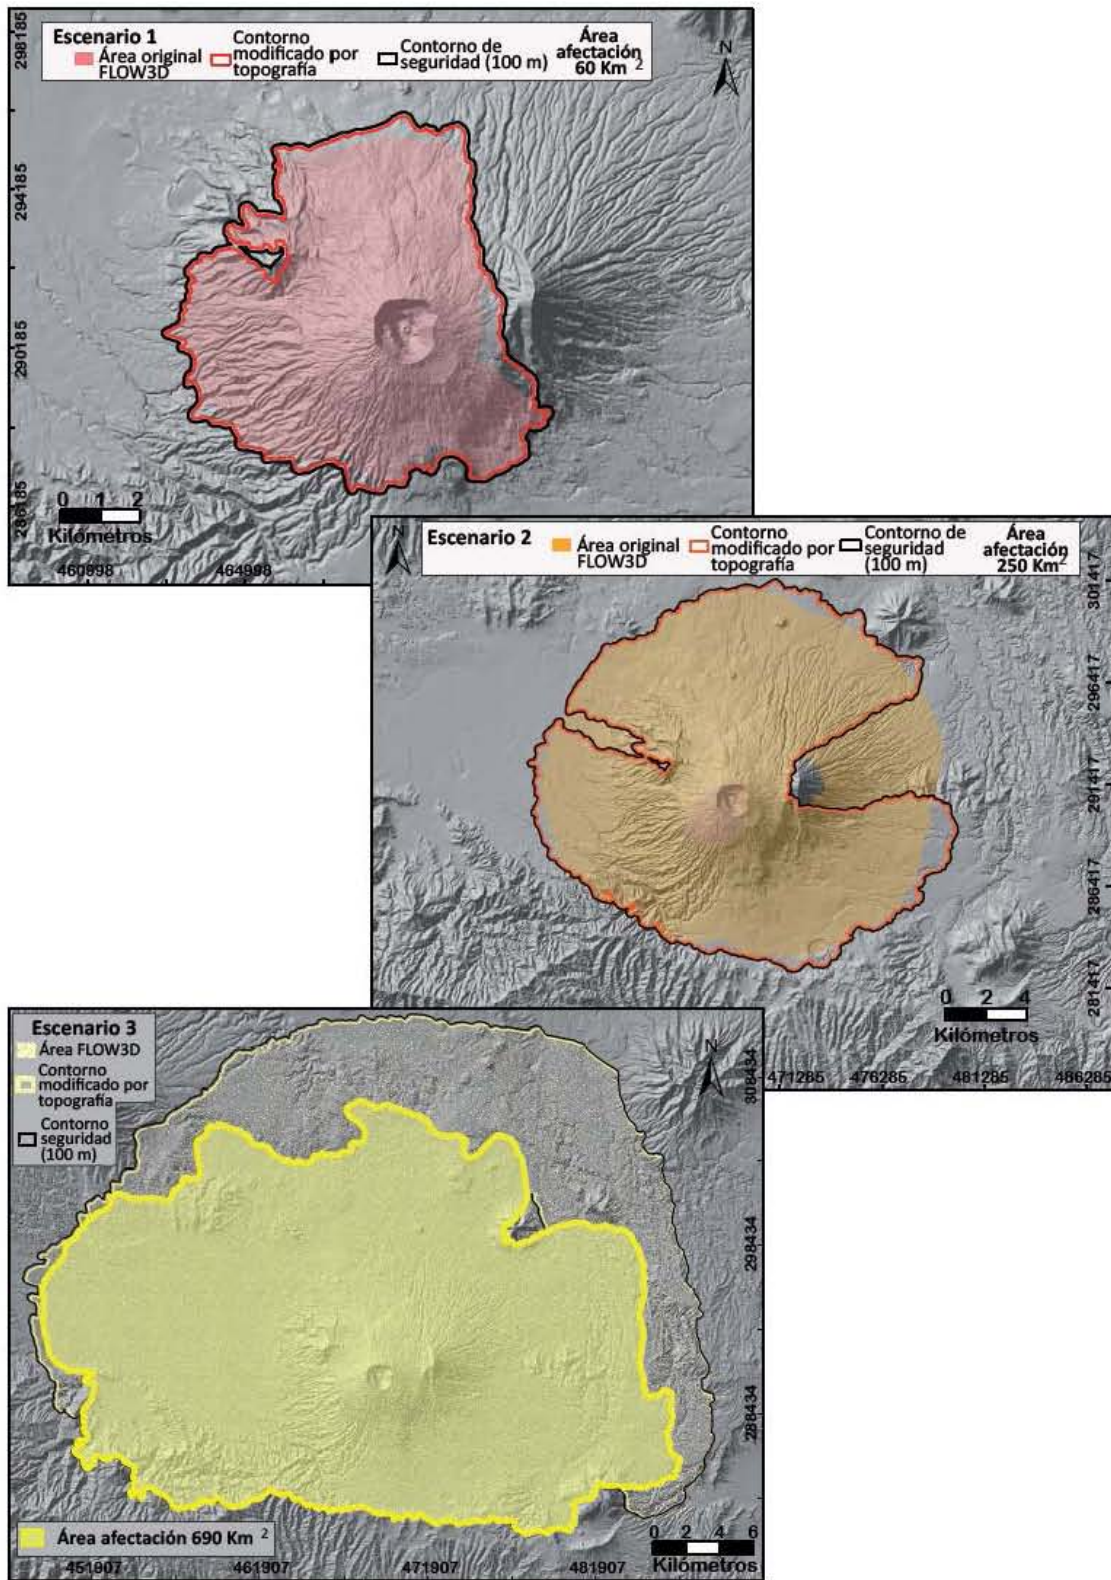 Escenario 1
Área original
FLOW3D
Contorno
modificado por
topografía
Contorno de
seguridad (100 m)
Área
afectación
60 Km 2
N
298185
294185
290185
286185
0 1 2
Kilómetros
460998
464998
Escenario 2
Área original
FLOW3D
Contorno
modificado por
topografía
Contorno de
seguridad
(100 m)
Área
afectación
250 Km2
N
301417
296417
291417
286417
281417
0 2 4
Kilómetros
471285
476285
481285
486285
Escenario 3
Área FLOW3D
Contorno
modificado por
topografía
Contorno
seguridad
(100 m)
N
308434
298434
288434
Área afectación 690 Km 2
0 2 4 6
Kilómetros
451907
461907
471907
481907